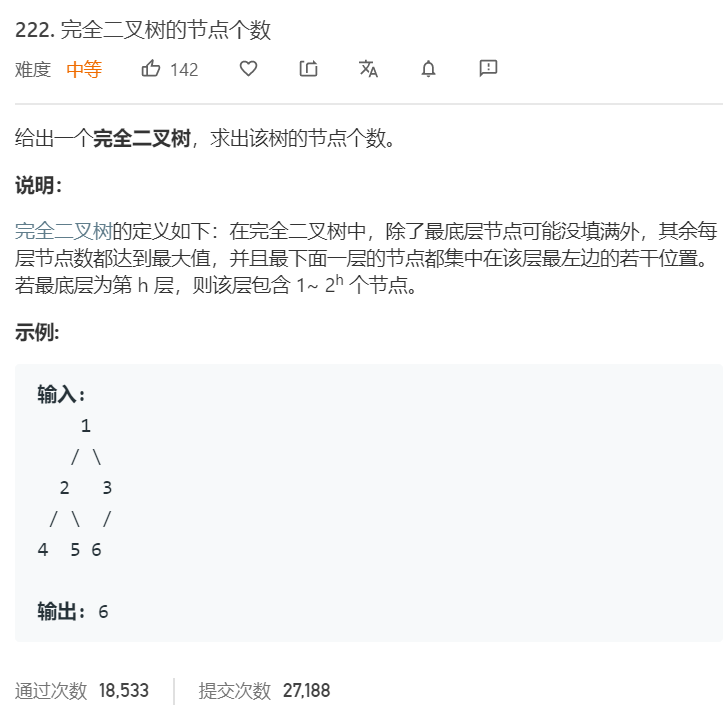 222. 完全二叉树的节点个数
难度 中等 142
给出一个完全二叉树，求出该树的节点个数。
说明：
完全二叉树的定义如下：在完全二叉树中，除了最底层节点可能没填满外，其余每
层节点数都达到最大值，并且最下面一层的节点都集中在该层最左边的若干位置。
若最底层为第 h 层，则该层包含 1~ 2ʰ 个节点。
示例:
输入:
    1
   / \
  2   3
 / \  /
4  5 6
输出: 6
通过次数 18,533 提交次数 27,188